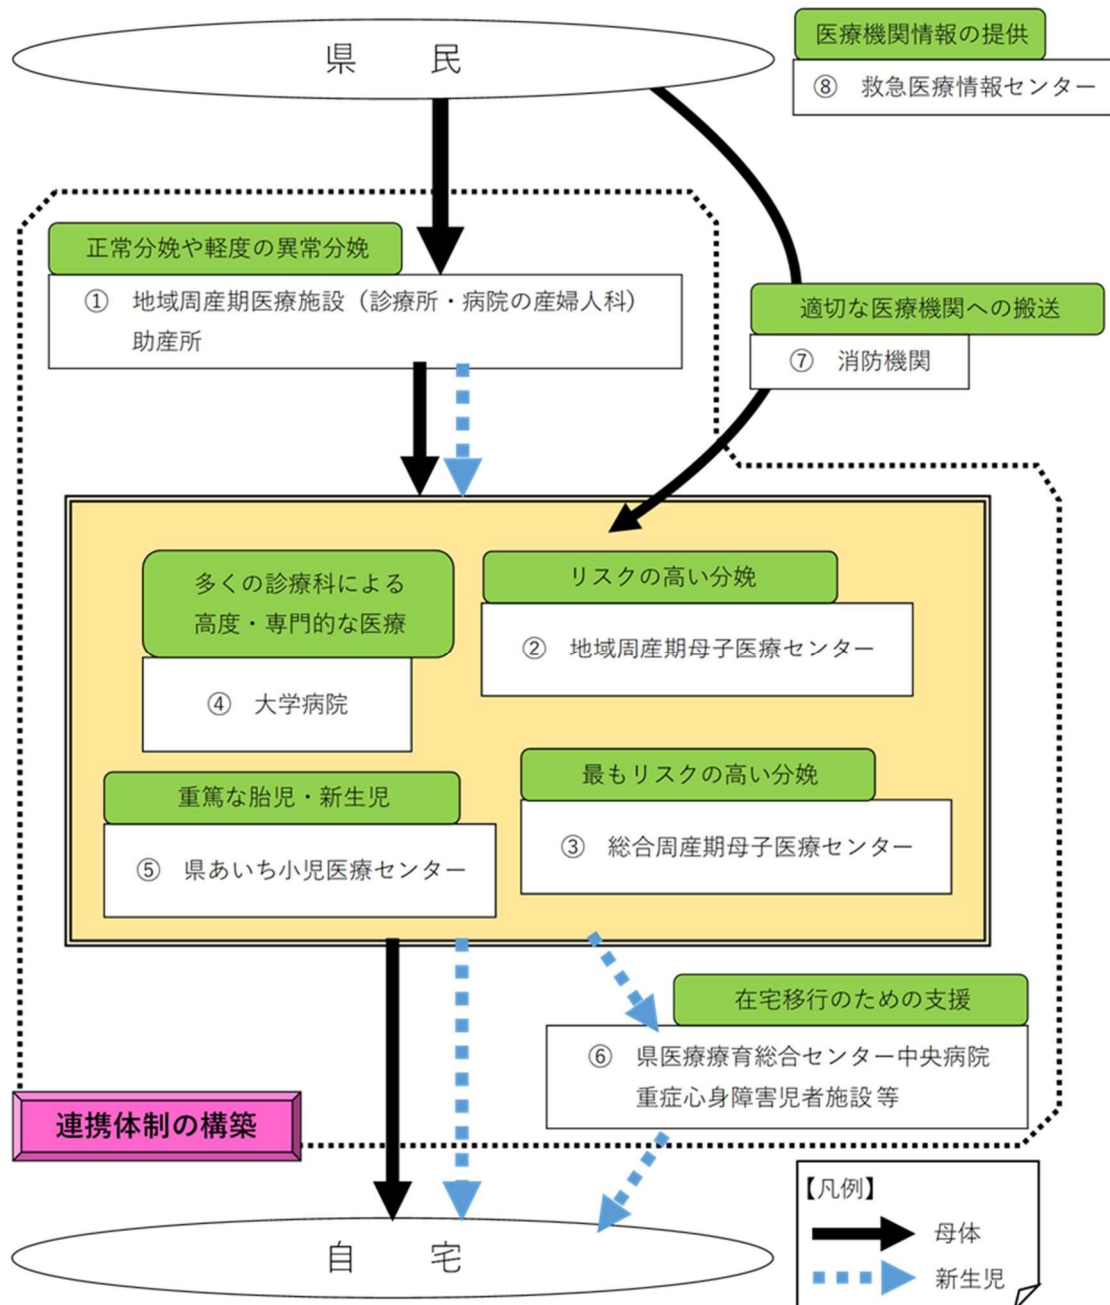 県　民
医療機関情報の提供
⑧　救急医療情報センター
正常分娩や軽度の異常分娩
①　地域周産期医療施設（診療所・病院の産婦人科）
助産所
適切な医療機関への搬送
⑦　消防機関
多くの診療科による
高度・専門的な医療
④　大学病院
リスクの高い分娩
②　地域周産期母子医療センター
重篤な胎児・新生児
⑤　県あいち小児医療センター
最もリスクの高い分娩
③　総合周産期母子医療センター
在宅移行のための支援
⑥　県医療療育総合センター中央病院
重症心身障害児者施設等
連携体制の構築
自　宅
【凡例】
母体
新生児